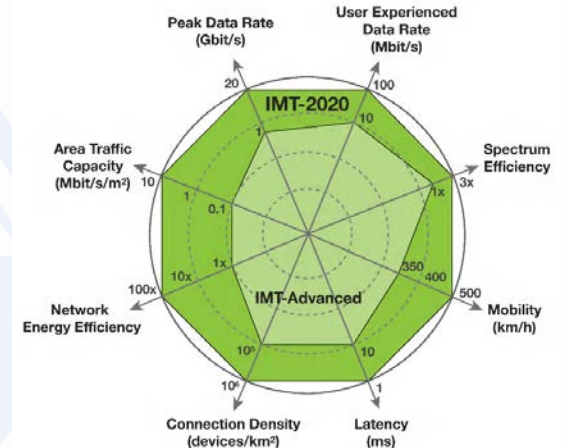 Peak Data Rate
(Gbit/s)
User Experienced
Data Rate
(Mbit/s)
20
100
IMT-2020
1
10
Area Traffic
Capacity
(Mbit/s/m²)
Spectrum
Efficiency
10
3x
1
1x
0.1
1x
350
10x
400
100x
500
Network
Energy Efficiency
IMT-Advanced
Mobility
(km/h)
10⁵
10
10⁶
1
Connection Density
(devices/km²)
Latency
(ms)